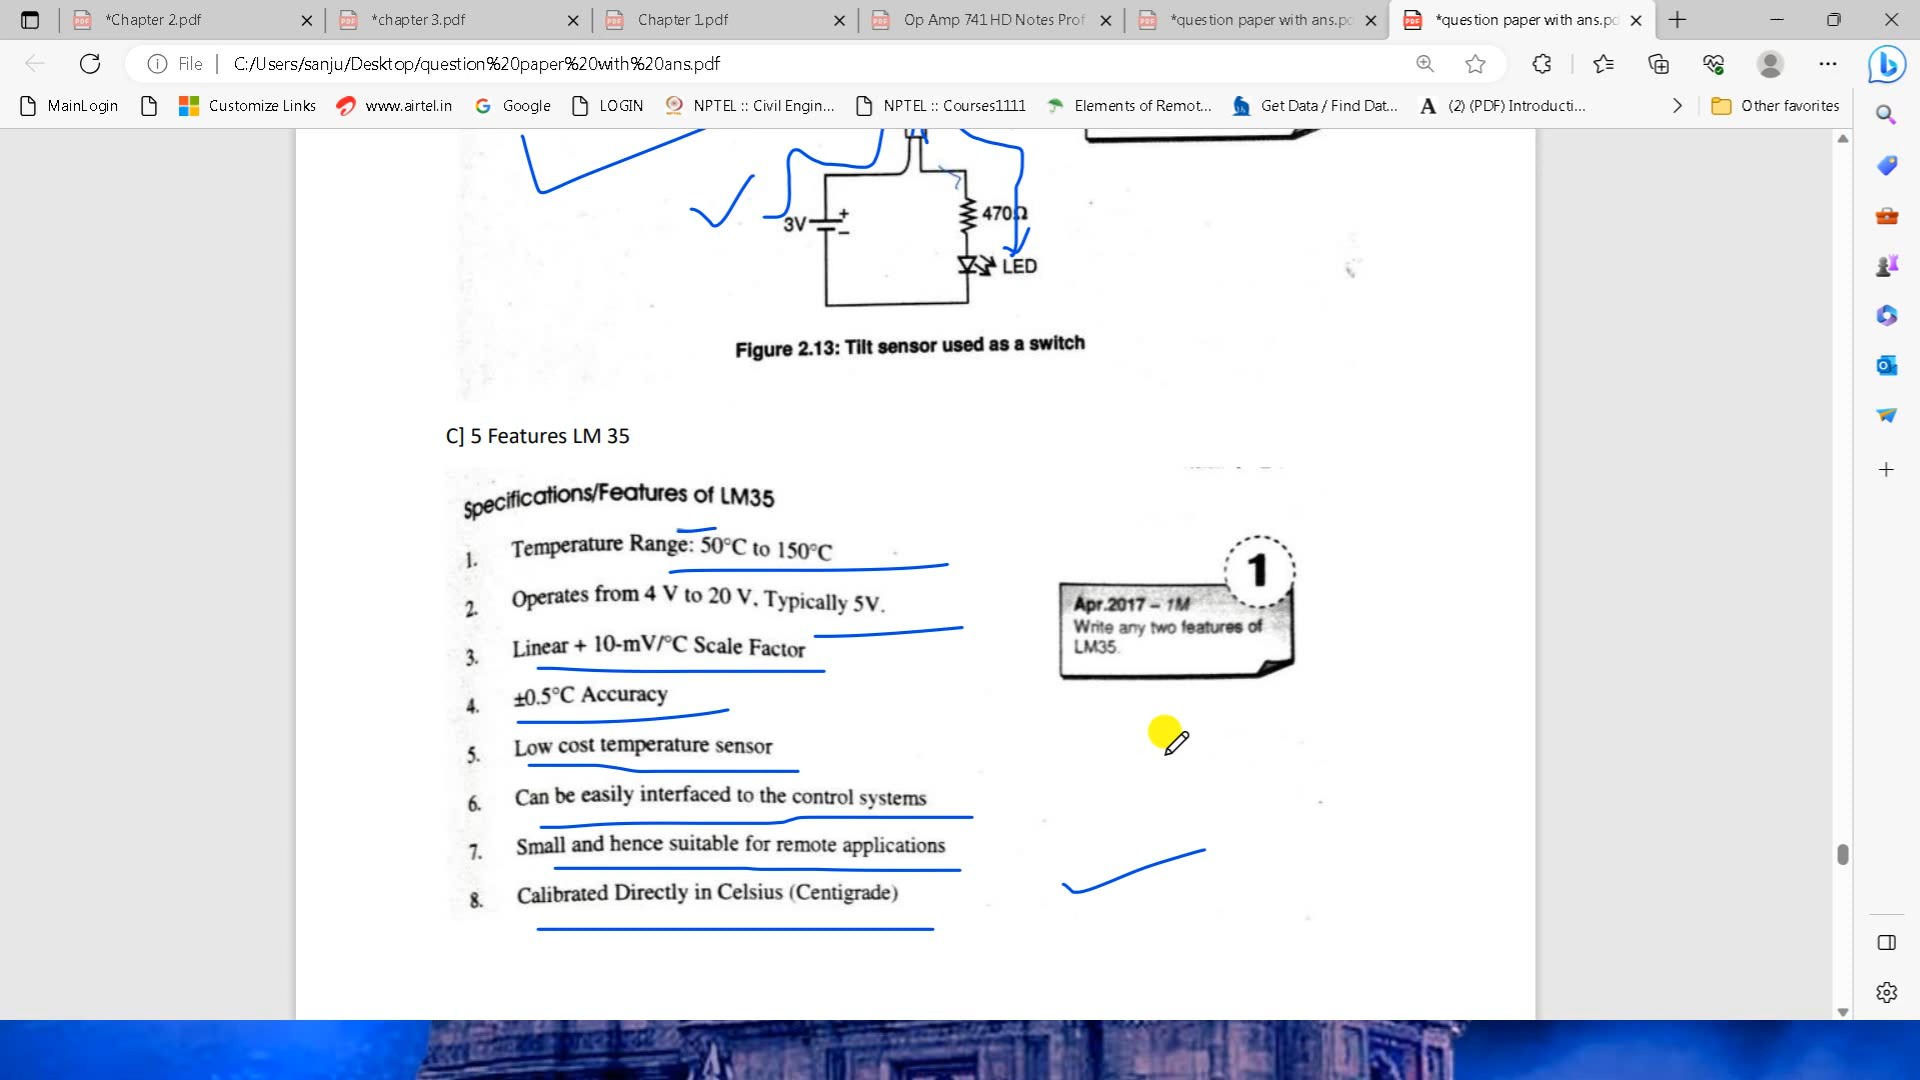 *Chapter 2.pdf
*chapter 3.pdf
Chapter 1.pdf
Op Amp 741 HD Notes Prof
*question paper with ans.pd
*question paper with ans.pd
File
C:/Users/sanju/Desktop/question%20paper%20with%20ans.pdf
MainLogin
Customize Links
www.airtel.in
Google
LOGIN
NPTEL :: Civil Engin...
NPTEL :: Courses1111
Elements of Remot...
Get Data / Find Dat...
(2) (PDF) Introducti...
Other favorites
3V
+
−
470Ω
LED
Figure 2.13: Tilt sensor used as a switch
C] 5 Features LM 35
Specifications/Features of LM35
1. Temperature Range: 50°C to 150°C
2. Operates from 4 V to 20 V, Typically 5V.
3. Linear + 10-mV/°C Scale Factor
4. ±0.5°C Accuracy
5. Low cost temperature sensor
6. Can be easily interfaced to the control systems
7. Small and hence suitable for remote applications
8. Calibrated Directly in Celsius (Centigrade)
1
Apr.2017 – 1M
Write any two features of
LM35.